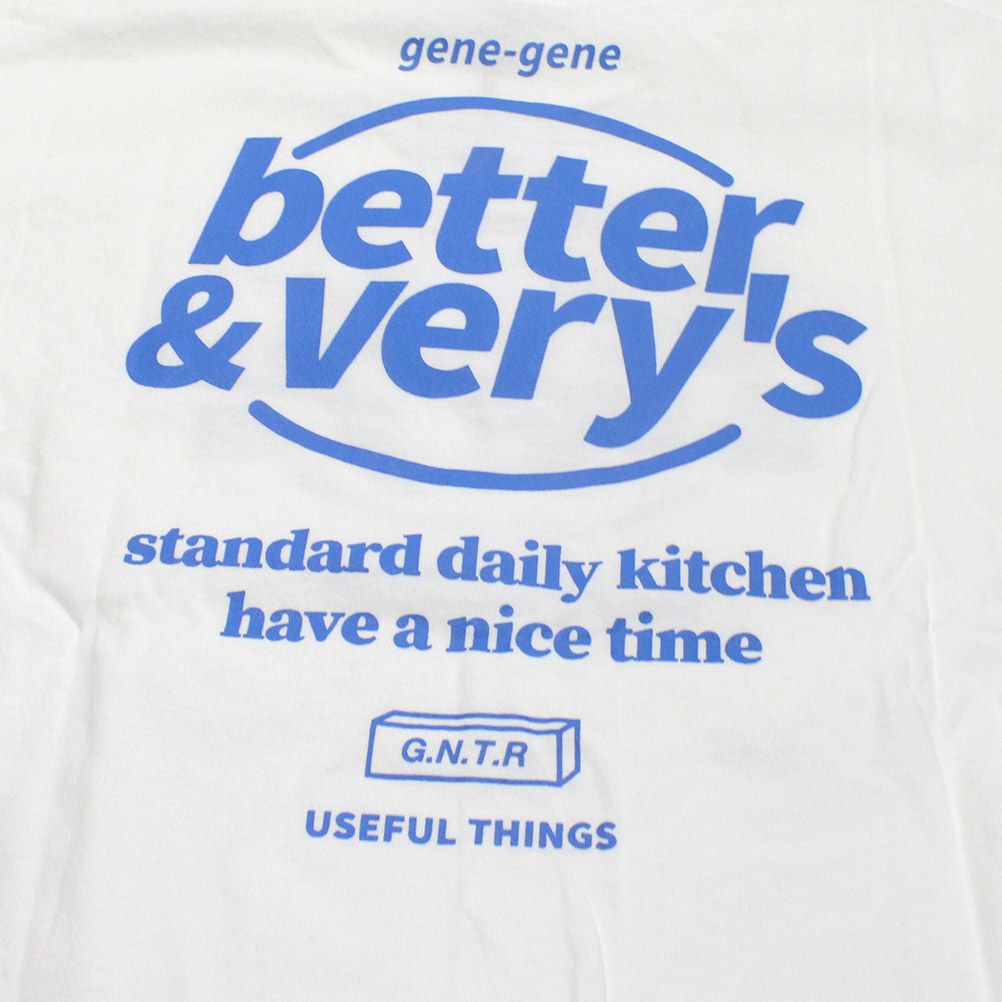 gene-gene
better
&very's
standard daily kitchen
have a nice time
G.N.T.R
USEFUL THINGS